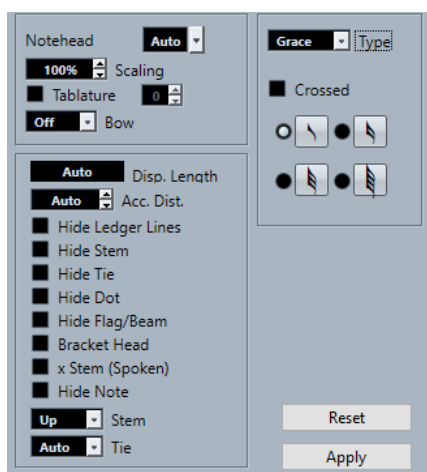 Notehead Auto
100% Scaling
Tablature 0
Off Bow
Auto Disp. Length
Auto Acc. Dist.
Hide Ledger Lines
Hide Stem
Hide Tie
Hide Dot
Hide Flag/Beam
Bracket Head
x Stem (Spoken)
Hide Note
Up Stem
Auto Tie
Grace Type
Crossed
Reset
Apply